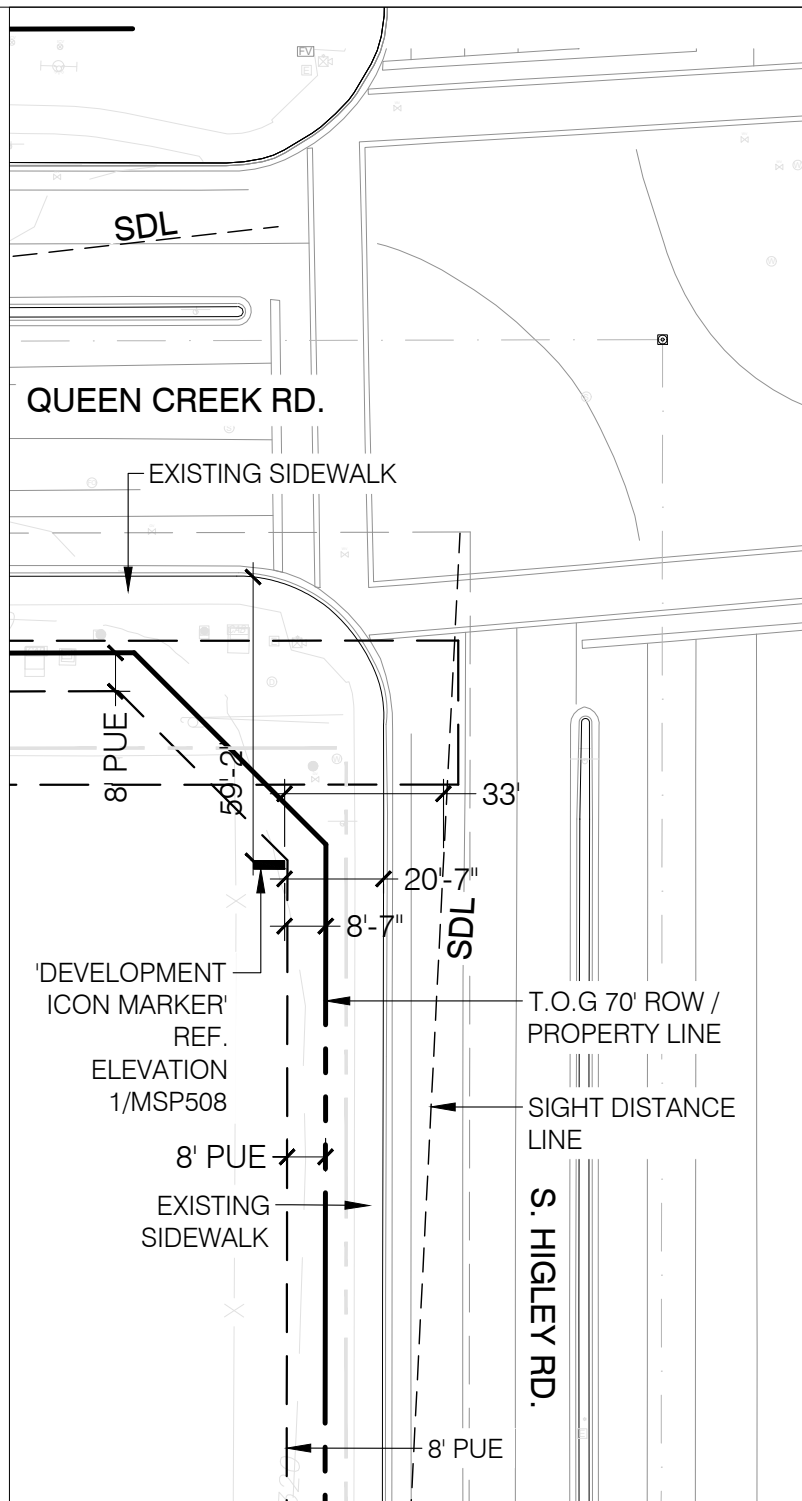 FV
SDL
QUEEN CREEK RD.
EXISTING SIDEWALK
8' PUE
59'-2"
33'
20'-7"
8'-7"
SDL
'DEVELOPMENT
ICON MARKER'
REF.
ELEVATION
1/MSP508
T.O.G 70' ROW /
PROPERTY LINE
SIGHT DISTANCE
LINE
8' PUE
EXISTING
SIDEWALK
S. HIGLEY RD.
8' PUE